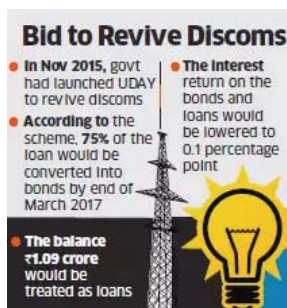 Bid to Revive Discoms
In Nov 2015, govt
had launched UDAY
to revive discoms
According to the
scheme, 75% of the
loan would be
converted into
bonds by end of
March 2017
The balance
₹1.09 crore
would be
treated as loans
The interest
return on the
bonds and
loans would
be lowered to
0.1 percentage
point